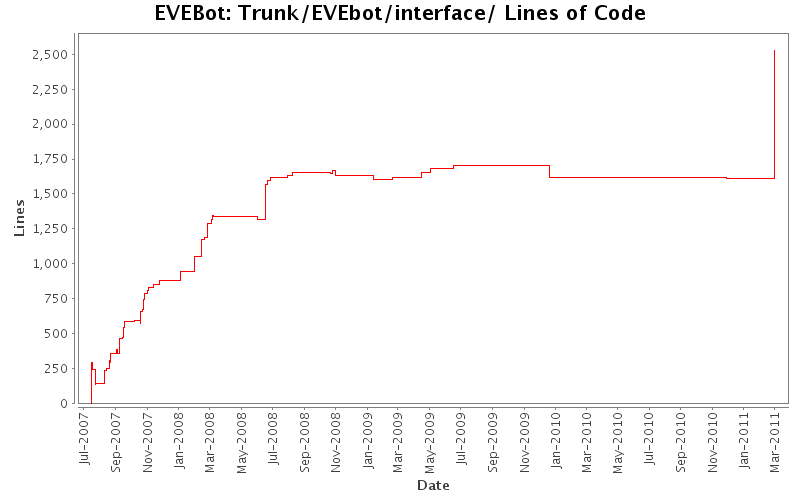 EVEBot: Trunk/EVEbot/interface/ Lines of Code
Lines
2,500
2,250
2,000
1,750
1,500
1,250
1,000
750
500
250
0
Jul-2007
Sep-2007
Nov-2007
Jan-2008
Mar-2008
May-2008
Jul-2008
Sep-2008
Nov-2008
Jan-2009
Mar-2009
May-2009
Jul-2009
Sep-2009
Nov-2009
Jan-2010
Mar-2010
May-2010
Jul-2010
Sep-2010
Nov-2010
Jan-2011
Mar-2011
Date